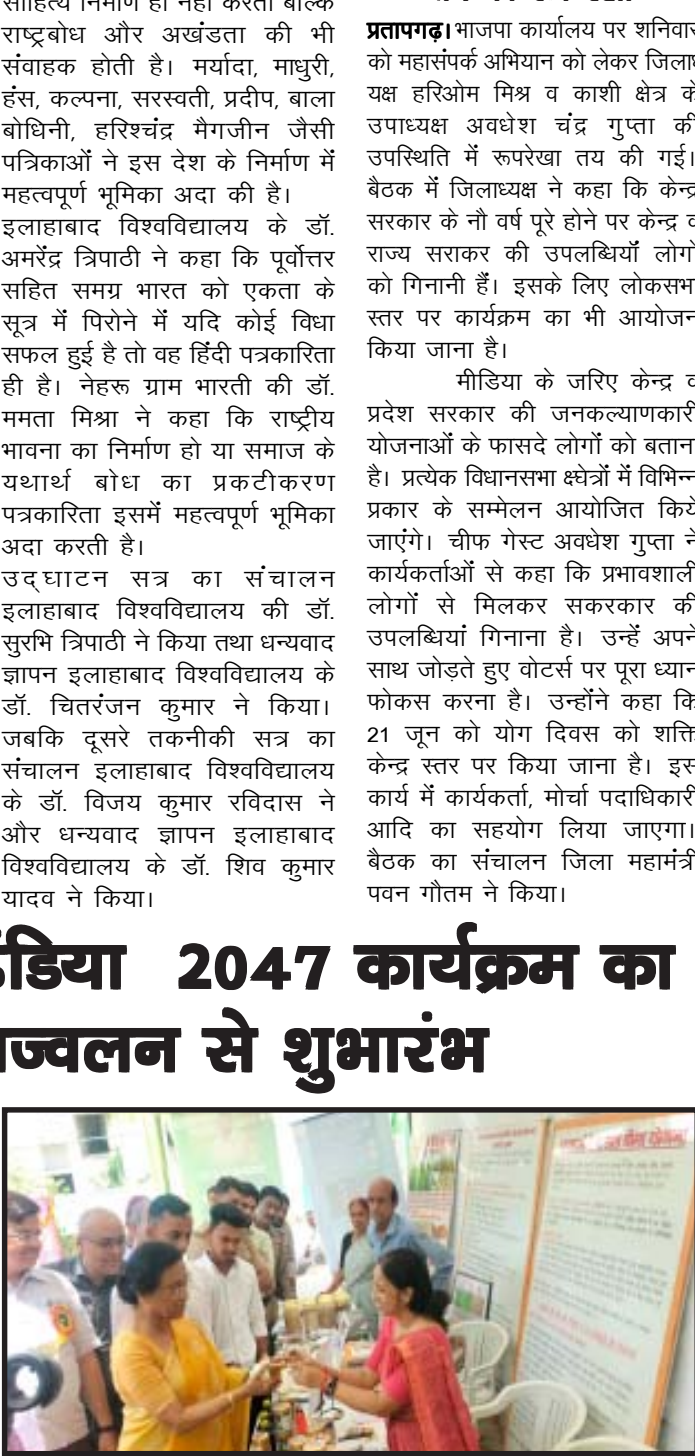 साहित्य निर्माण ही नहीं करती बल्कि
राष्ट्रबोध और अखंडता की भी
संवाहक होती है। मर्यादा, माधुरी,
हंस, कल्पना, सरस्वती, प्रदीप, बाला
बोधिनी, हरिश्चंद्र मैगजीन जैसी
पत्रिकाओं ने इस देश के निर्माण में
महत्वपूर्ण भूमिका अदा की है।
इलाहाबाद विश्वविद्यालय के डॉ.
अमरेंद्र त्रिपाठी ने कहा कि पूर्वोत्तर
सहित समग्र भारत को एकता के
सूत्र में पिरोने में यदि कोई विधा
सफल हुई है तो वह हिंदी पत्रकारिता
ही है। नेहरू ग्राम भारती की डॉ.
ममता मिश्रा ने कहा कि राष्ट्रीय
भावना का निर्माण हो या समाज के
यथार्थ बोध का प्रकटीकरण
पत्रकारिता इसमें महत्वपूर्ण भूमिका
अदा करती है।
उद्घाटन सत्र का संचालन
इलाहाबाद विश्वविद्यालय की डॉ.
सुरभि त्रिपाठी ने किया तथा धन्यवाद
ज्ञापन इलाहाबाद विश्वविद्यालय के
डॉ. चितरंजन कुमार ने किया।
जबकि दूसरे तकनीकी सत्र का
संचालन इलाहाबाद विश्वविद्यालय
के डॉ. विजय कुमार रविदास ने
और धन्यवाद ज्ञापन इलाहाबाद
विश्वविद्यालय के डॉ. शिव कुमार
यादव ने किया।
प्रतापगढ़। भाजपा कार्यालय पर शनिवार
को महासंपर्क अभियान को लेकर जिलाध
यक्ष हरिओम मिश्र व काशी क्षेत्र के
उपाध्यक्ष अवधेश चंद्र गुप्ता की
उपस्थिति में रूपरेखा तय की गई।
बैठक में जिलाध्यक्ष ने कहा कि केन्द्र
सरकार के नौ वर्ष पूरे होने पर केन्द्र व
राज्य सराकर की उपलब्धियॉं लोगों
को गिनानी हैं। इसके लिए लोकसभा
स्तर पर कार्यक्रम का भी आयोजन
किया जाना है।
मीडिया के जरिए केन्द्र व
प्रदेश सरकार की जनकल्याणकारी
योजनाओं के फासदे लोगों को बताना
है। प्रत्येक विधानसभा क्ष्षेत्रों में विभिन्न
प्रकार के सम्मेलन आयोजित किये
जाएंगे। चीफ गेस्ट अवधेश गुप्ता ने
कार्यकर्ताओं से कहा कि प्रभावशाली
लोगों से मिलकर सकरकार की
उपलब्धियां गिनाना है। उन्हें अपने
साथ जोड़ते हुए वोटर्स पर पूरा ध्यान
फोकस करना है। उन्होंने कहा कि
21 जून को योग दिवस को शक्ति
केन्द्र स्तर पर किया जाना है। इस
कार्य में कार्यकर्ता, मोर्चा पदाधिकारी
आदि का सहयोग लिया जाएगा।
बैठक का संचालन जिला महामंत्री
पवन गौतम ने किया।
इंडिया 2047 कार्यक्रम का
ज्वलन से शुभारंभ